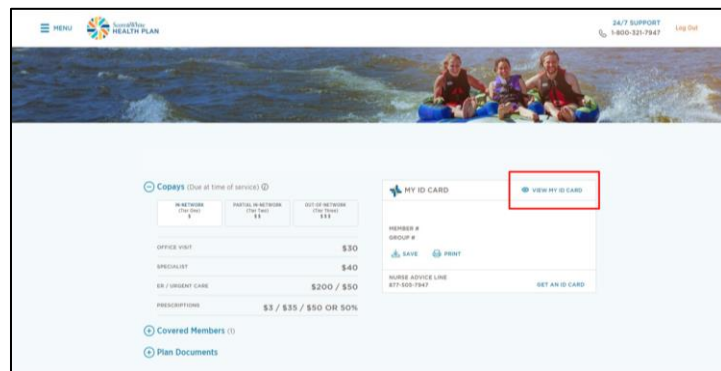 MENU
Scott&White
HEALTH PLAN
24/7 SUPPORT
1-800-321-7947
Log Out
Copays (Due at time of service)
IN NETWORK
(Tier One)
$
PARTIAL IN NETWORK
(Tier Two)
$$
OUT OF NETWORK
(Tier Three)
$$$
OFFICE VISIT $30
SPECIALIST $40
ER / URGENT CARE $200 / $50
PRESCRIPTIONS $3 / $35 / $50 OR 50%
Covered Members (1)
Plan Documents
MY ID CARD
VIEW MY ID CARD
MEMBER #
GROUP #
SAVE PRINT
NURSE ADVICE LINE
877-505-7947
GET AN ID CARD